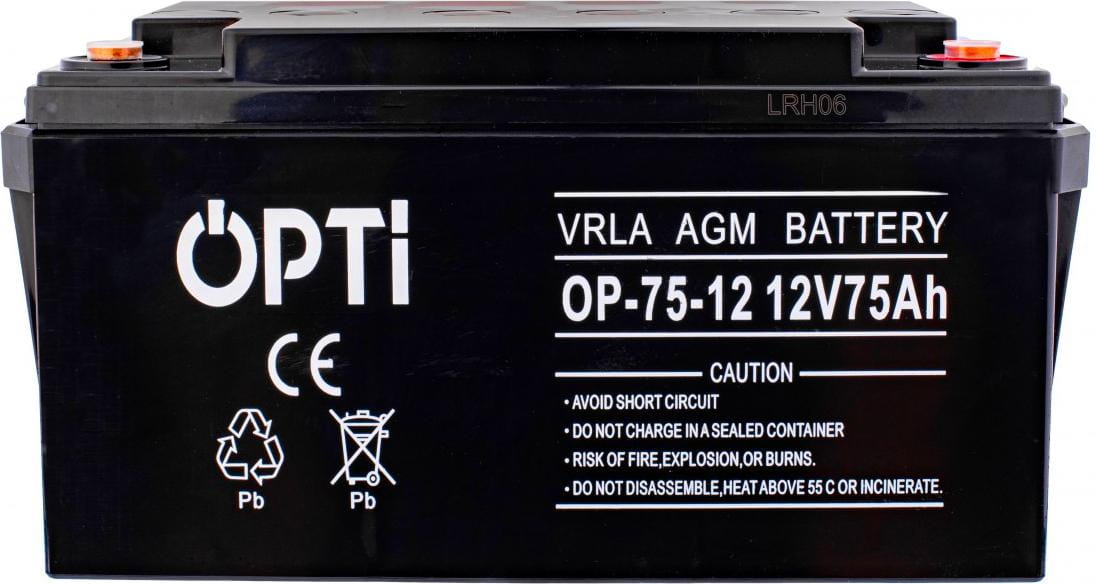 LRH06
OPTi
CE
Pb
Pb
VRLA AGM BATTERY
OP-75-12 12V75Ah
CAUTION
• AVOID SHORT CIRCUIT
• DO NOT CHARGE IN A SEALED CONTAINER
• RISK OF FIRE,EXPLOSION,OR BURNS.
• DO NOT DISASSEMBLE,HEAT ABOVE 55 C OR INCINERATE.